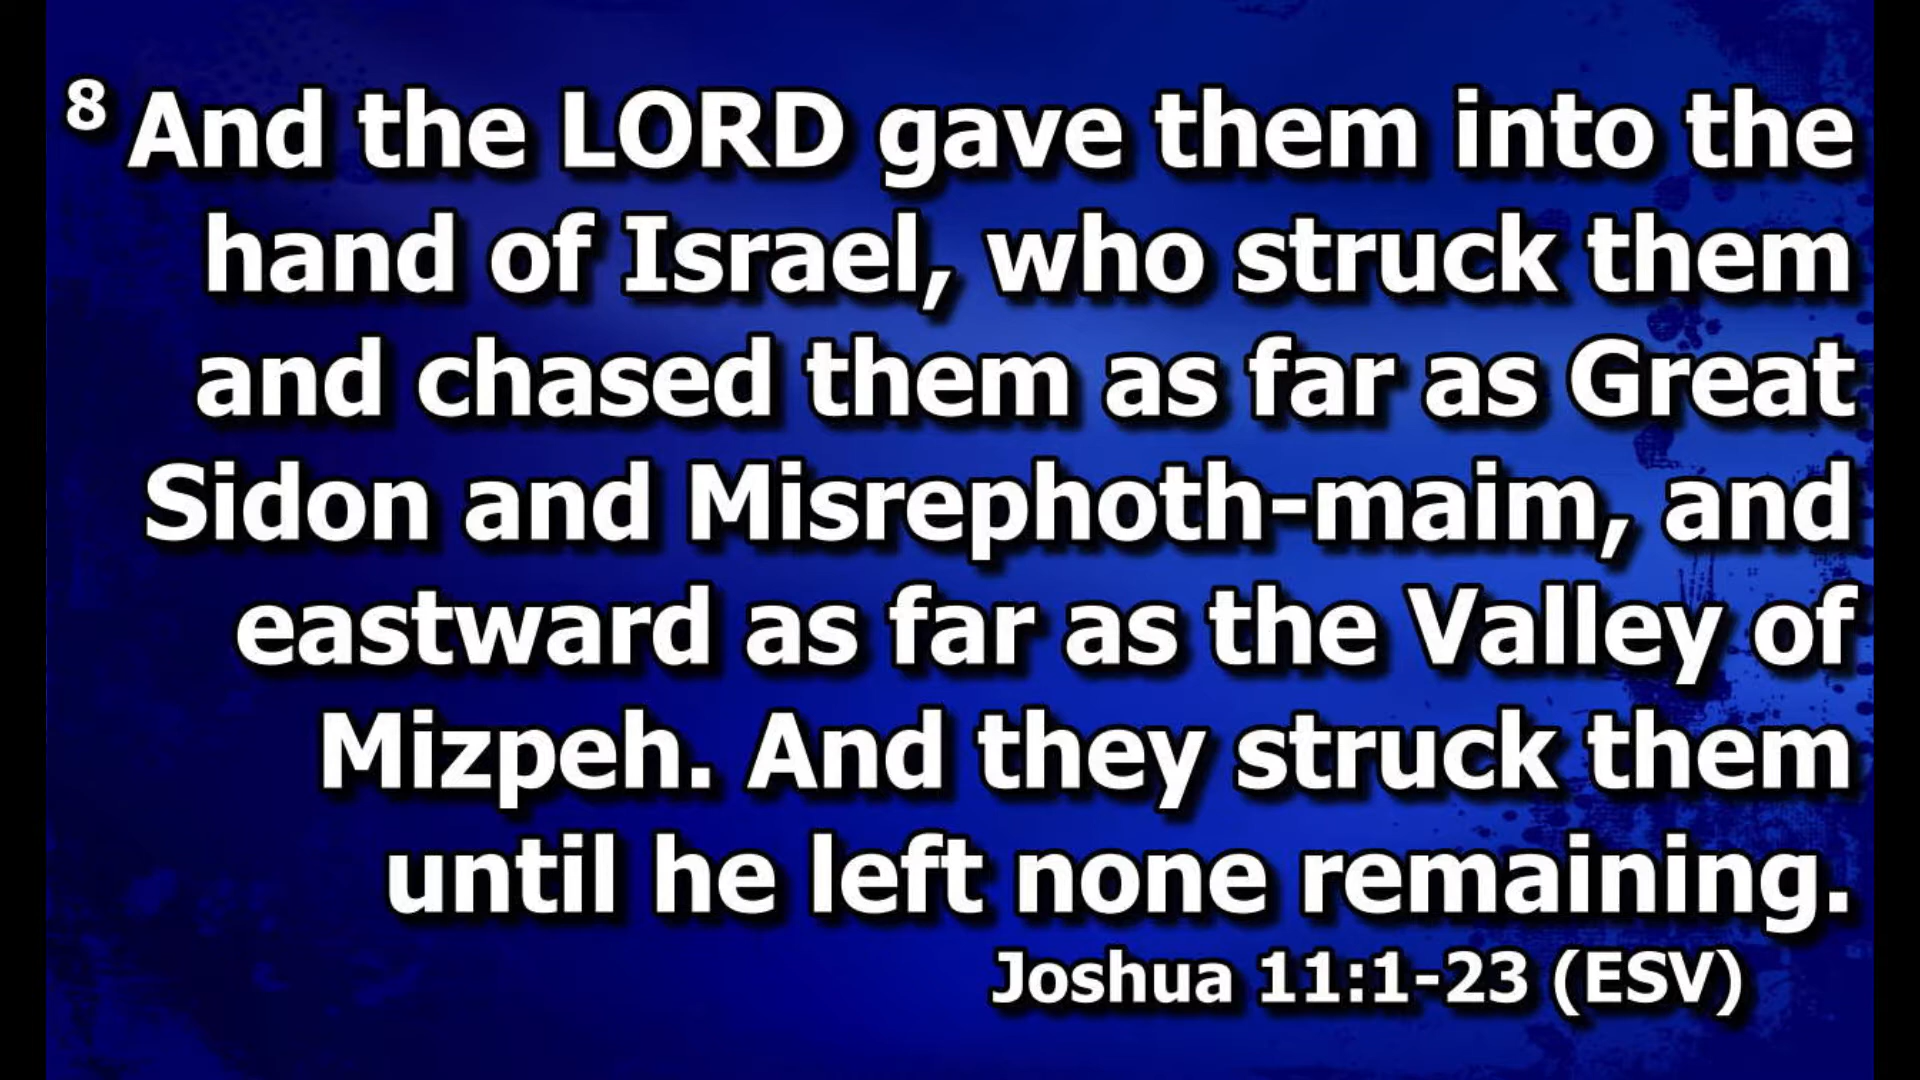 8 And the LORD gave them into the
hand of Israel, who struck them
and chased them as far as Great
Sidon and Misrephoth-maim, and
eastward as far as the Valley of
Mizpeh. And they struck them
until he left none remaining.
Joshua 11:1-23 (ESV)